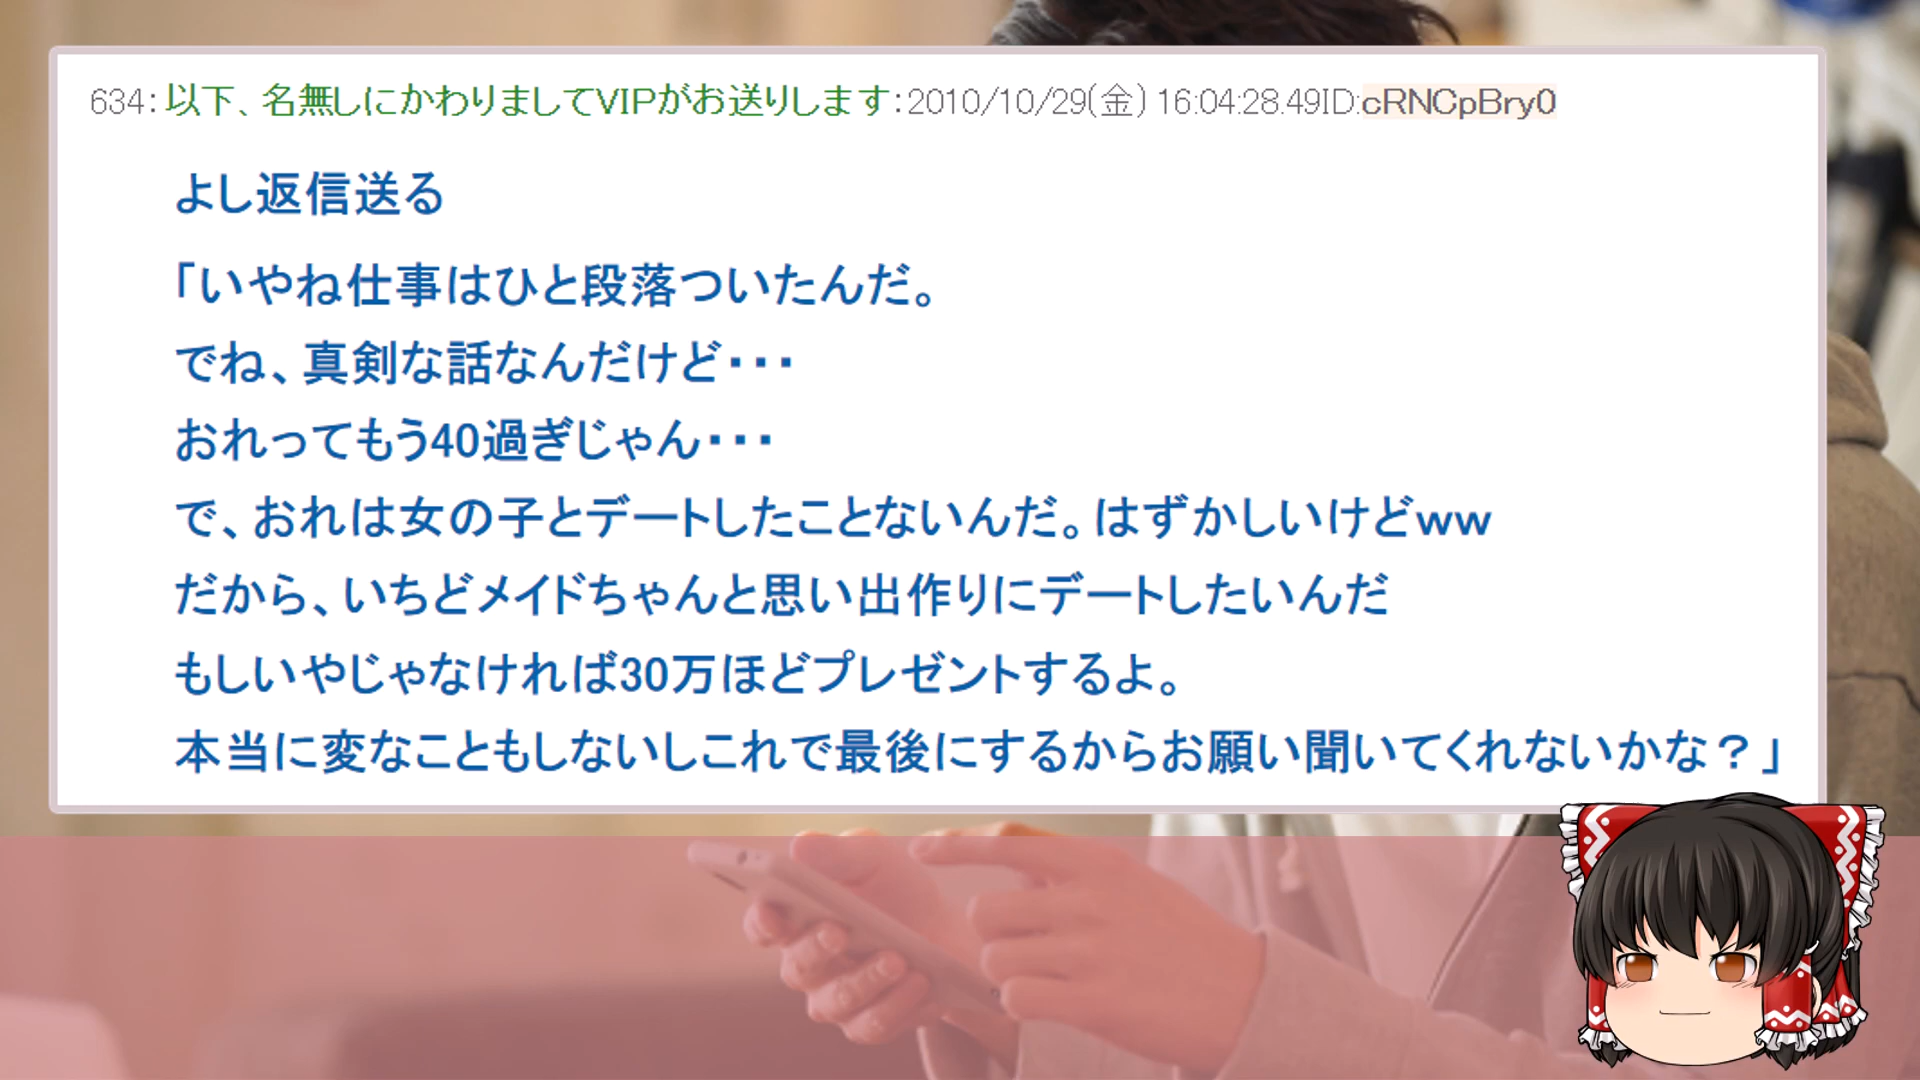 634：以下、名無しにかわりましてVIPがお送りします：2010/10/29(金) 16:04:28.49ID:cRNCpBry0
よし返信送る
「いやね仕事はひと段落ついたんだ。
でね、真剣な話なんだけど・・・
おれってもう40過ぎじゃん・・・
で、おれは女の子とデートしたことないんだ。はずかしいけどww
だから、いちどメイドちゃんと思い出作りにデートしたいんだ
もしいやじゃなければ30万ほどプレゼントするよ。
本当に変なこともしないしこれで最後にするからお願い聞いてくれないかな？」